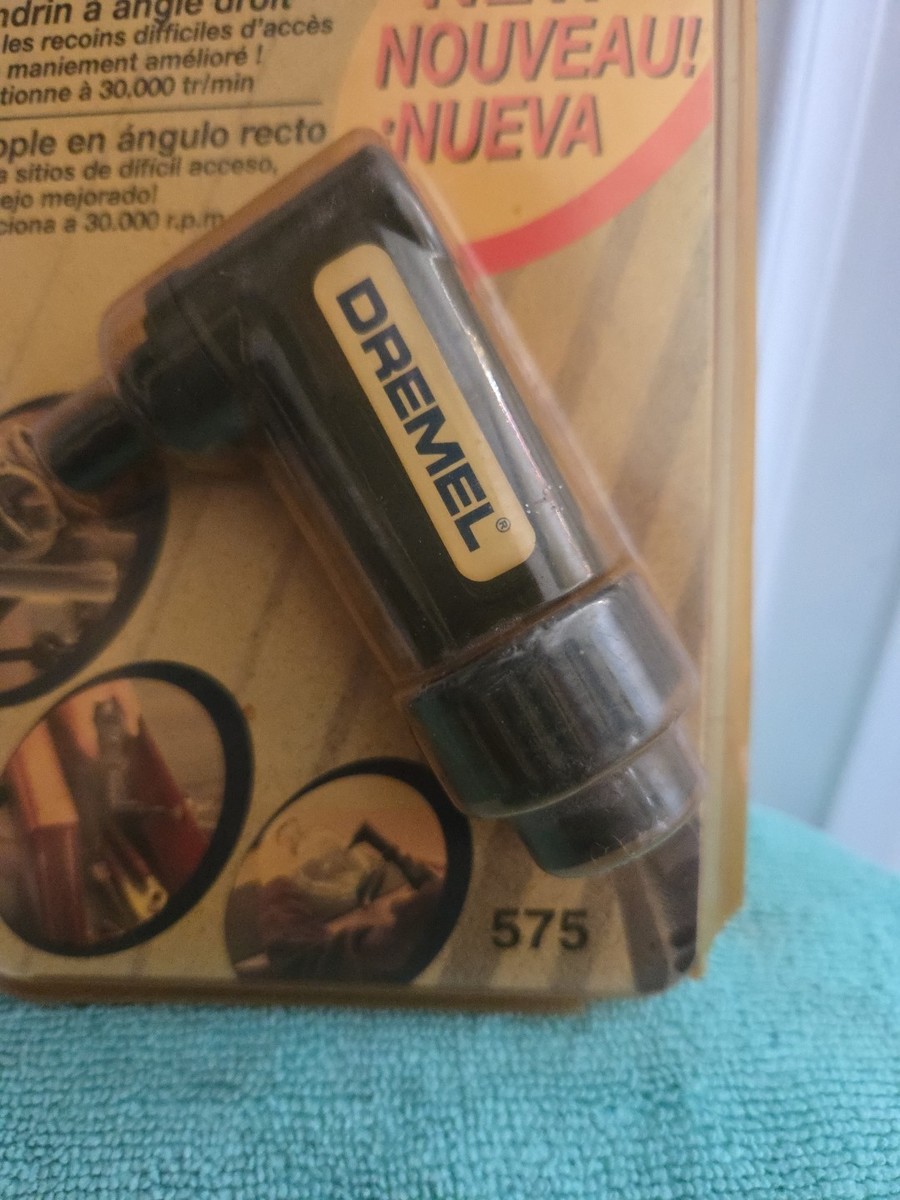 ndrin à angle droit
les recoins difficiles d'accès
maniement amélioré !
tionne à 30,000 tr/min
ople en ángulo recto
a sitios de difícil acceso,
ejo mejorado!
ciona a 30.000 r.p.m
NEW
NOUVEAU!
¡NUEVA
DREMEL®
575